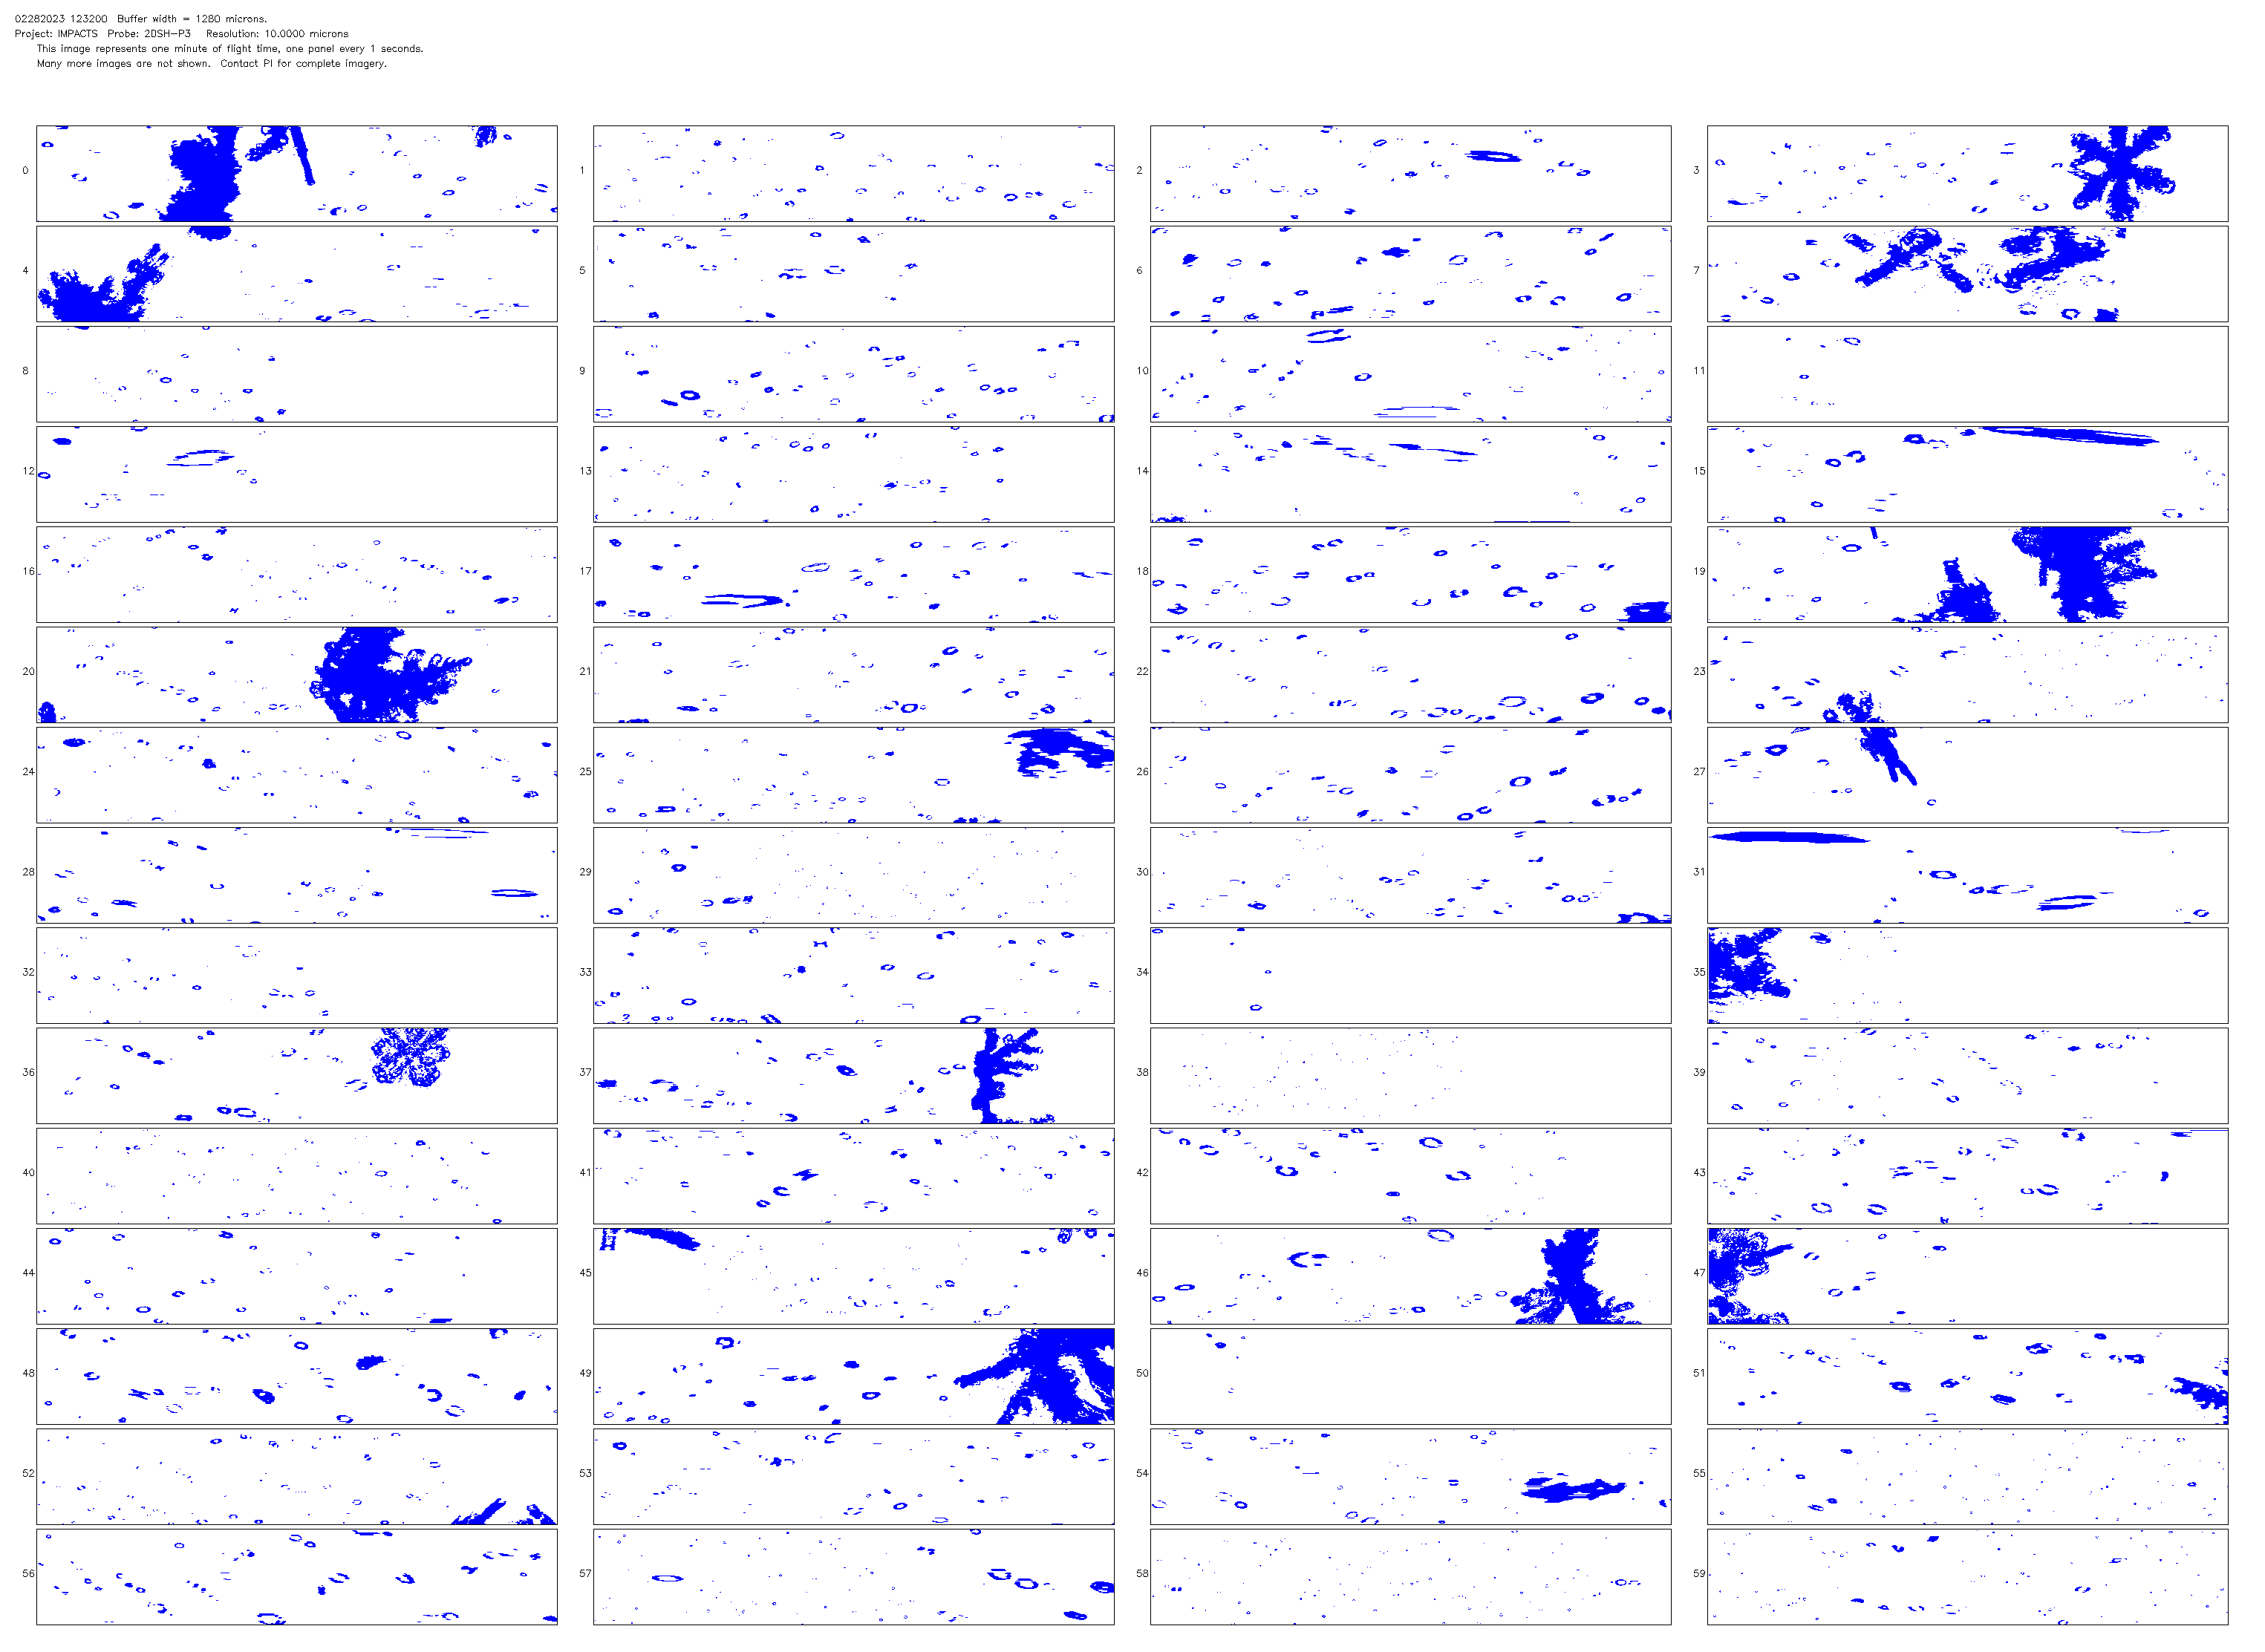 02282023 123200 Buffer width = 1280 microns.
Project: IMPACTS Probe: 2DSH-P3 Resolution: 10.0000 microns
This image represents one minute of flight time, one panel every 1 seconds.
Many more images are not shown. Contact PI for complete imagery.
0 1 2 3
4 5 6 7
8 9 10 11
12 13 14 15
16 17 18 19
20 21 22 23
24 25 26 27
28 29 30 31
32 33 34 35
36 37 38 39
40 41 42 43
44 45 46 47
48 49 50 51
52 53 54 55
56 57 58 59